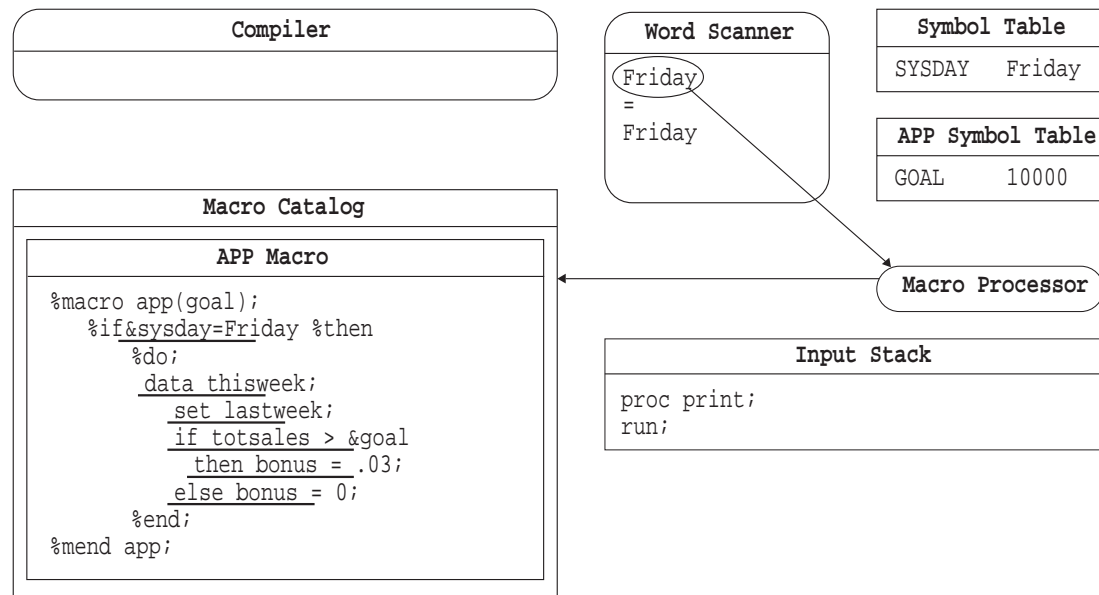 Compiler
Word Scanner
Friday
=
Friday
Symbol Table
SYSDAY Friday
APP Symbol Table
GOAL 10000
Macro Catalog
APP Macro
%macro app(goal);
%if&sysday=Friday %then
%do;
data thisweek;
set lastweek;
if totsales > &goal
then bonus = .03;
else bonus = 0;
%end;
%mend app;
Macro Processor
Input Stack
proc print;
run;